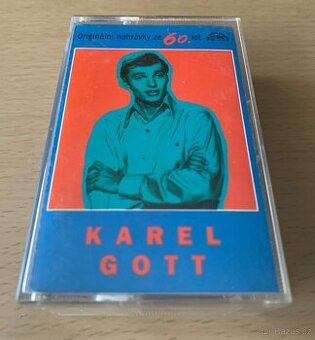 Originální nahrávky ze 60. let
KAREL
GOTT